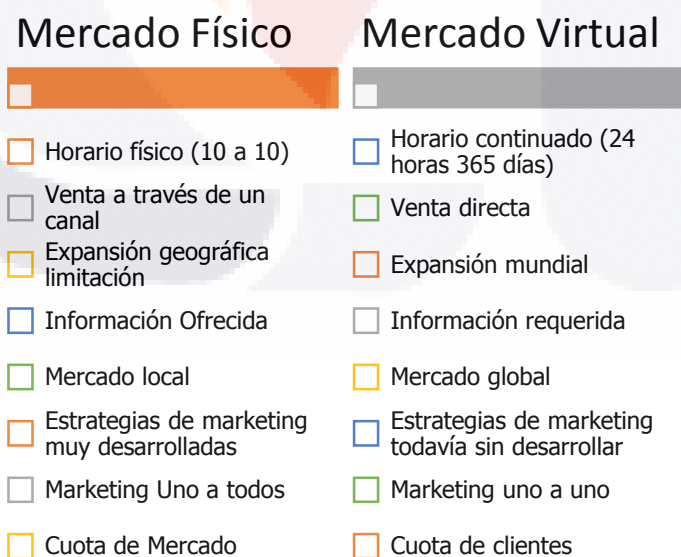 Mercado Físico
Horario físico (10 a 10)
Venta a través de un
canal
Expansión geográfica
limitación
Información Ofrecida
Mercado local
Estrategias de marketing
muy desarrolladas
Marketing Uno a todos
Cuota de Mercado
Mercado Virtual
Horario continuado (24
horas 365 días)
Venta directa
Expansión mundial
Información requerida
Mercado global
Estrategias de marketing
todavía sin desarrollar
Marketing uno a uno
Cuota de clientes